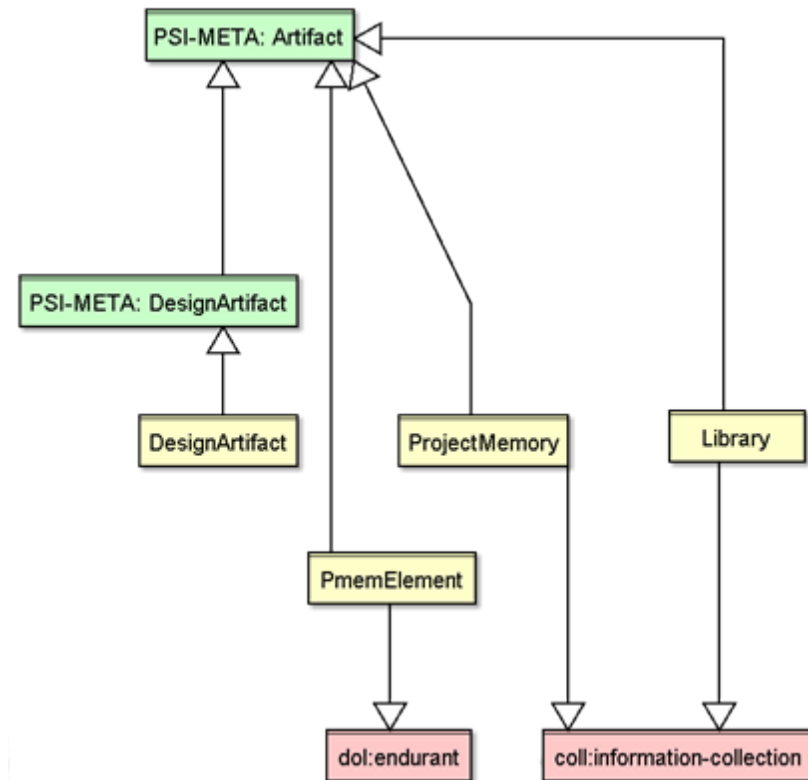 PSI-META: Artifact
PSI-META: DesignArtifact
DesignArtifact
ProjectMemory
Library
PmemElement
dol:endurant
coll:information-collection